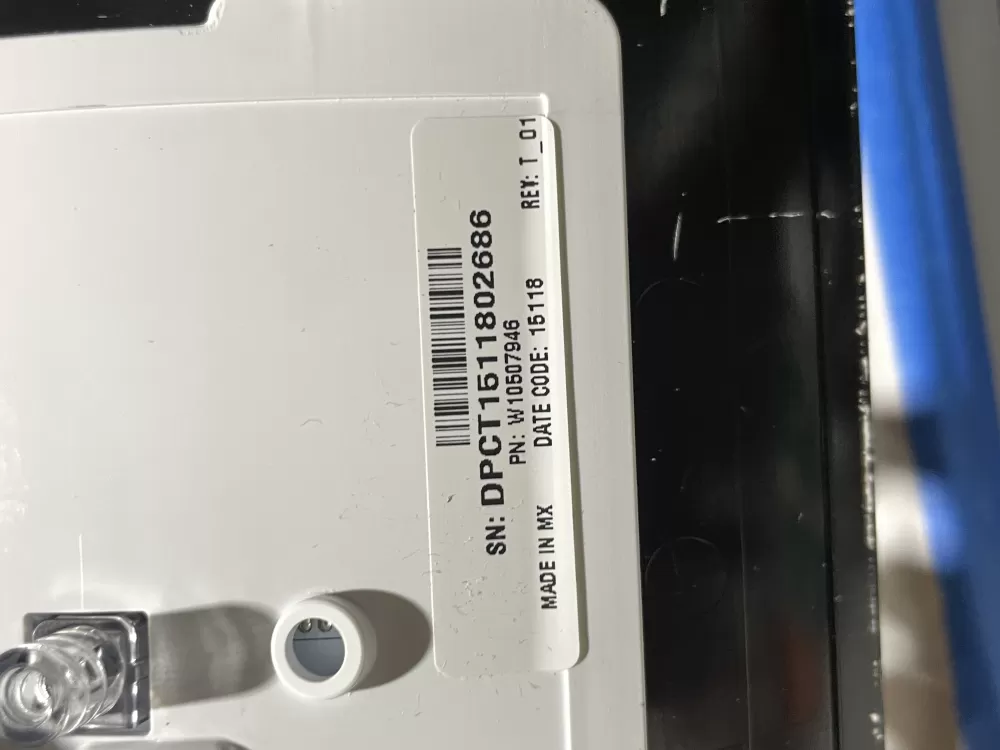 SN: DPCT1511802686
PN: W10507946
MADE IN MX DATE CODE: 15118 REV: T_01